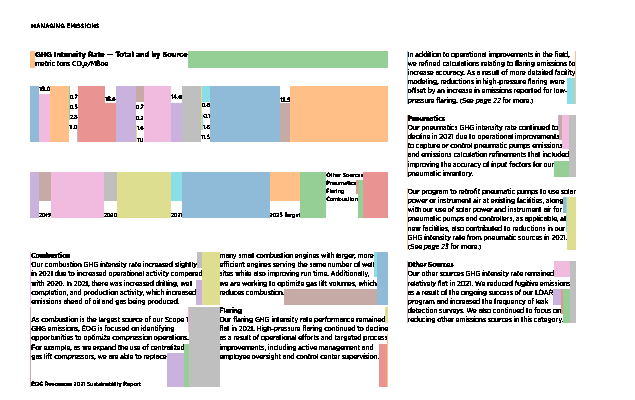 MANAGING EMISSIONS
GHG Intensity Rate — Total and by Source
metric tons CO₂e/MBoe
0.7
0.5
2.8
1.0
0.7
0.2
1.6
14.6
0.6
0.1
1.6
11.5
13.5
Other Sources
Pneumatics
Flaring
Combustion
2019
2020
2021
2025 Target
Combustion
Our combustion GHG intensity rate increased slightly
in 2021 due to increased operational activity compared
with 2020. In 2021, there was increased drilling, well
completion, and production activity, which increased
emissions ahead of oil and gas being produced.
As combustion is the largest source of our Scope 1
GHG emissions, EOG is focused on identifying
opportunities to optimize compression operations.
For example, as we expand the use of centralized
gas lift compressors, we are able to replace
many small combustion engines with larger, more-
efficient engines serving the same number of well
sites while also improving run time. Additionally,
we are working to optimize gas lift volumes, which
reduces combustion.
Flaring
Our flaring GHG intensity rate performance remained
flat in 2021. High-pressure flaring continued to decline
as a result of operational efforts and targeted process
improvements, including active management and
employee oversight and control center supervision.
In addition to operational improvements in the field,
we refined calculations relating to flaring emissions to
increase accuracy. As a result of more detailed facility
modeling, reductions in high-pressure flaring were
offset by an increase in emissions reported for low-
pressure flaring. (See page 22 for more.)
Pneumatics
Our pneumatics GHG intensity rate continued to
decline in 2021 due to operational improvements
to capture or control pneumatic pump emissions
and emissions calculation refinements that included
improving the accuracy of input factors for our
pneumatic inventory.
Our program to retrofit pneumatic pumps to use solar
power or instrument air at existing facilities, along
with our use of solar power and instrument air for
pneumatic pumps and controllers, as applicable, at
new facilities, also contributed to reductions in our
GHG intensity rate from pneumatic sources in 2021.
(See page 23 for more.)
Other Sources
Our other sources GHG intensity rate remained
relatively flat in 2021. We reduced fugitive emissions
as a result of the ongoing success of our LDAR
program and increased the frequency of leak
detection surveys. We also continued to focus on
reducing other emissions sources in this category.
EOG Resources 2021 Sustainability Report